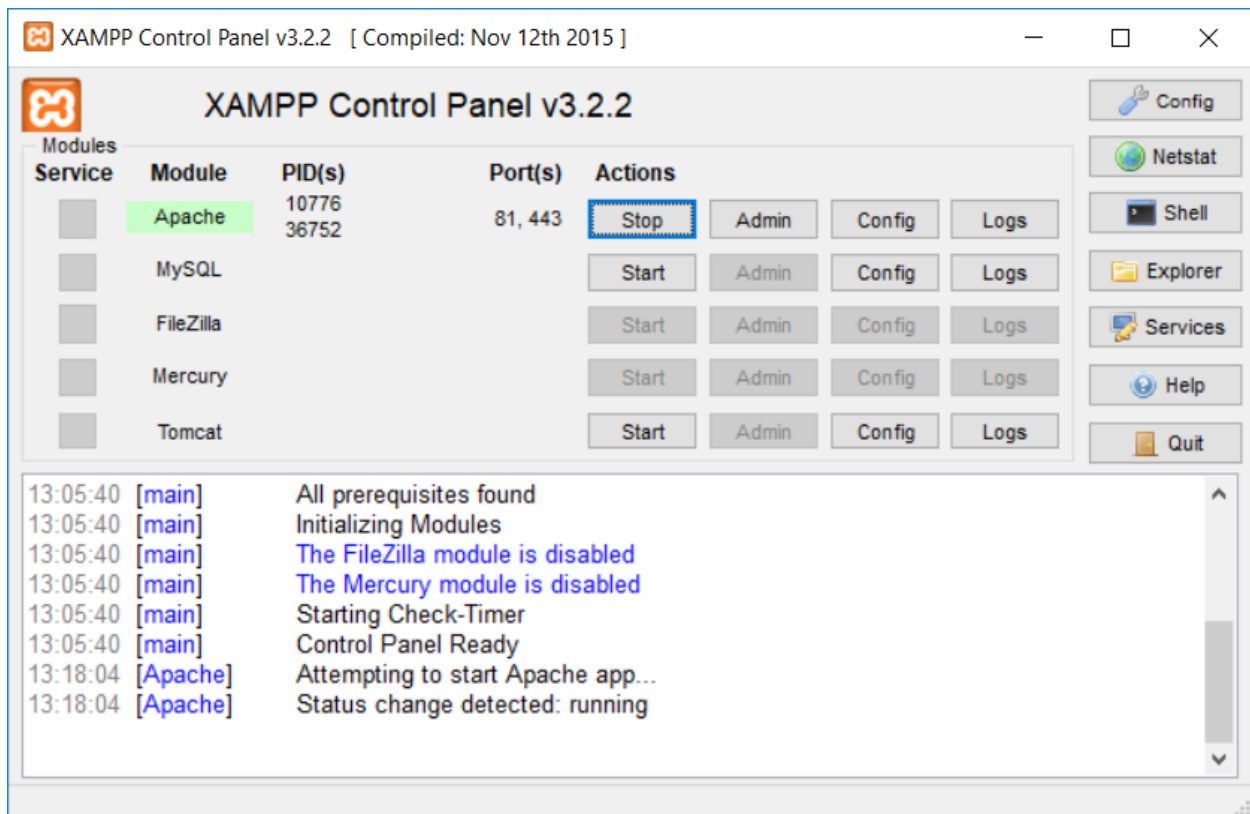 XAMPP Control Panel v3.2.2 [ Compiled: Nov 12th 2015 ]
XAMPP Control Panel v3.2.2
Config
Modules
Netstat
Service Module PID(s) Port(s) Actions
Apache 10776 81, 443 Stop Admin Config Logs
36752
Shell
MySQL Start Admin Config Logs
Explorer
FileZilla Start Admin Config Logs
Services
Mercury Start Admin Config Logs
Help
Tomcat Start Admin Config Logs
Quit
13:05:40 [main] All prerequisites found
13:05:40 [main] Initializing Modules
13:05:40 [main] The FileZilla module is disabled
13:05:40 [main] The Mercury module is disabled
13:05:40 [main] Starting Check-Timer
13:05:40 [main] Control Panel Ready
13:18:04 [Apache] Attempting to start Apache app...
13:18:04 [Apache] Status change detected: running